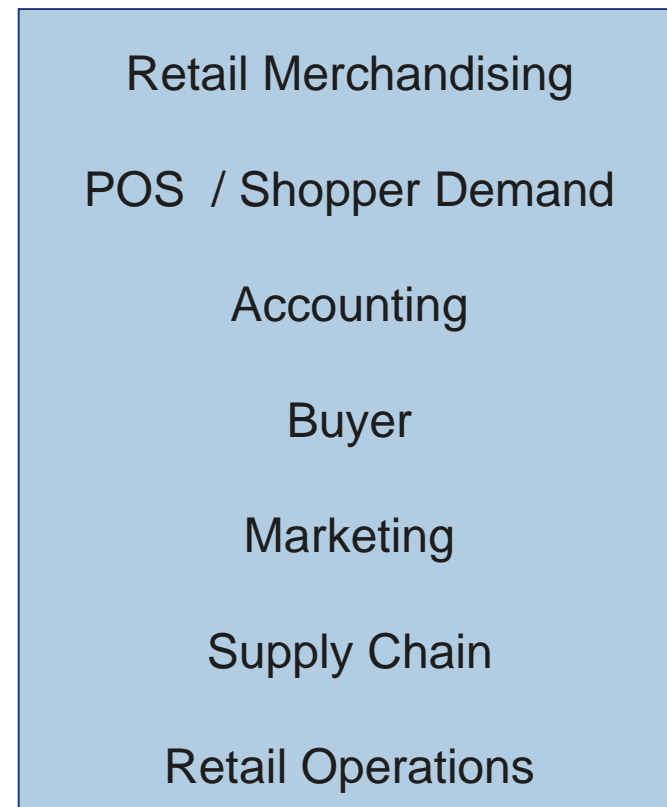 Retail Merchandising
POS / Shopper Demand
Accounting
Buyer
Marketing
Supply Chain
Retail Operations